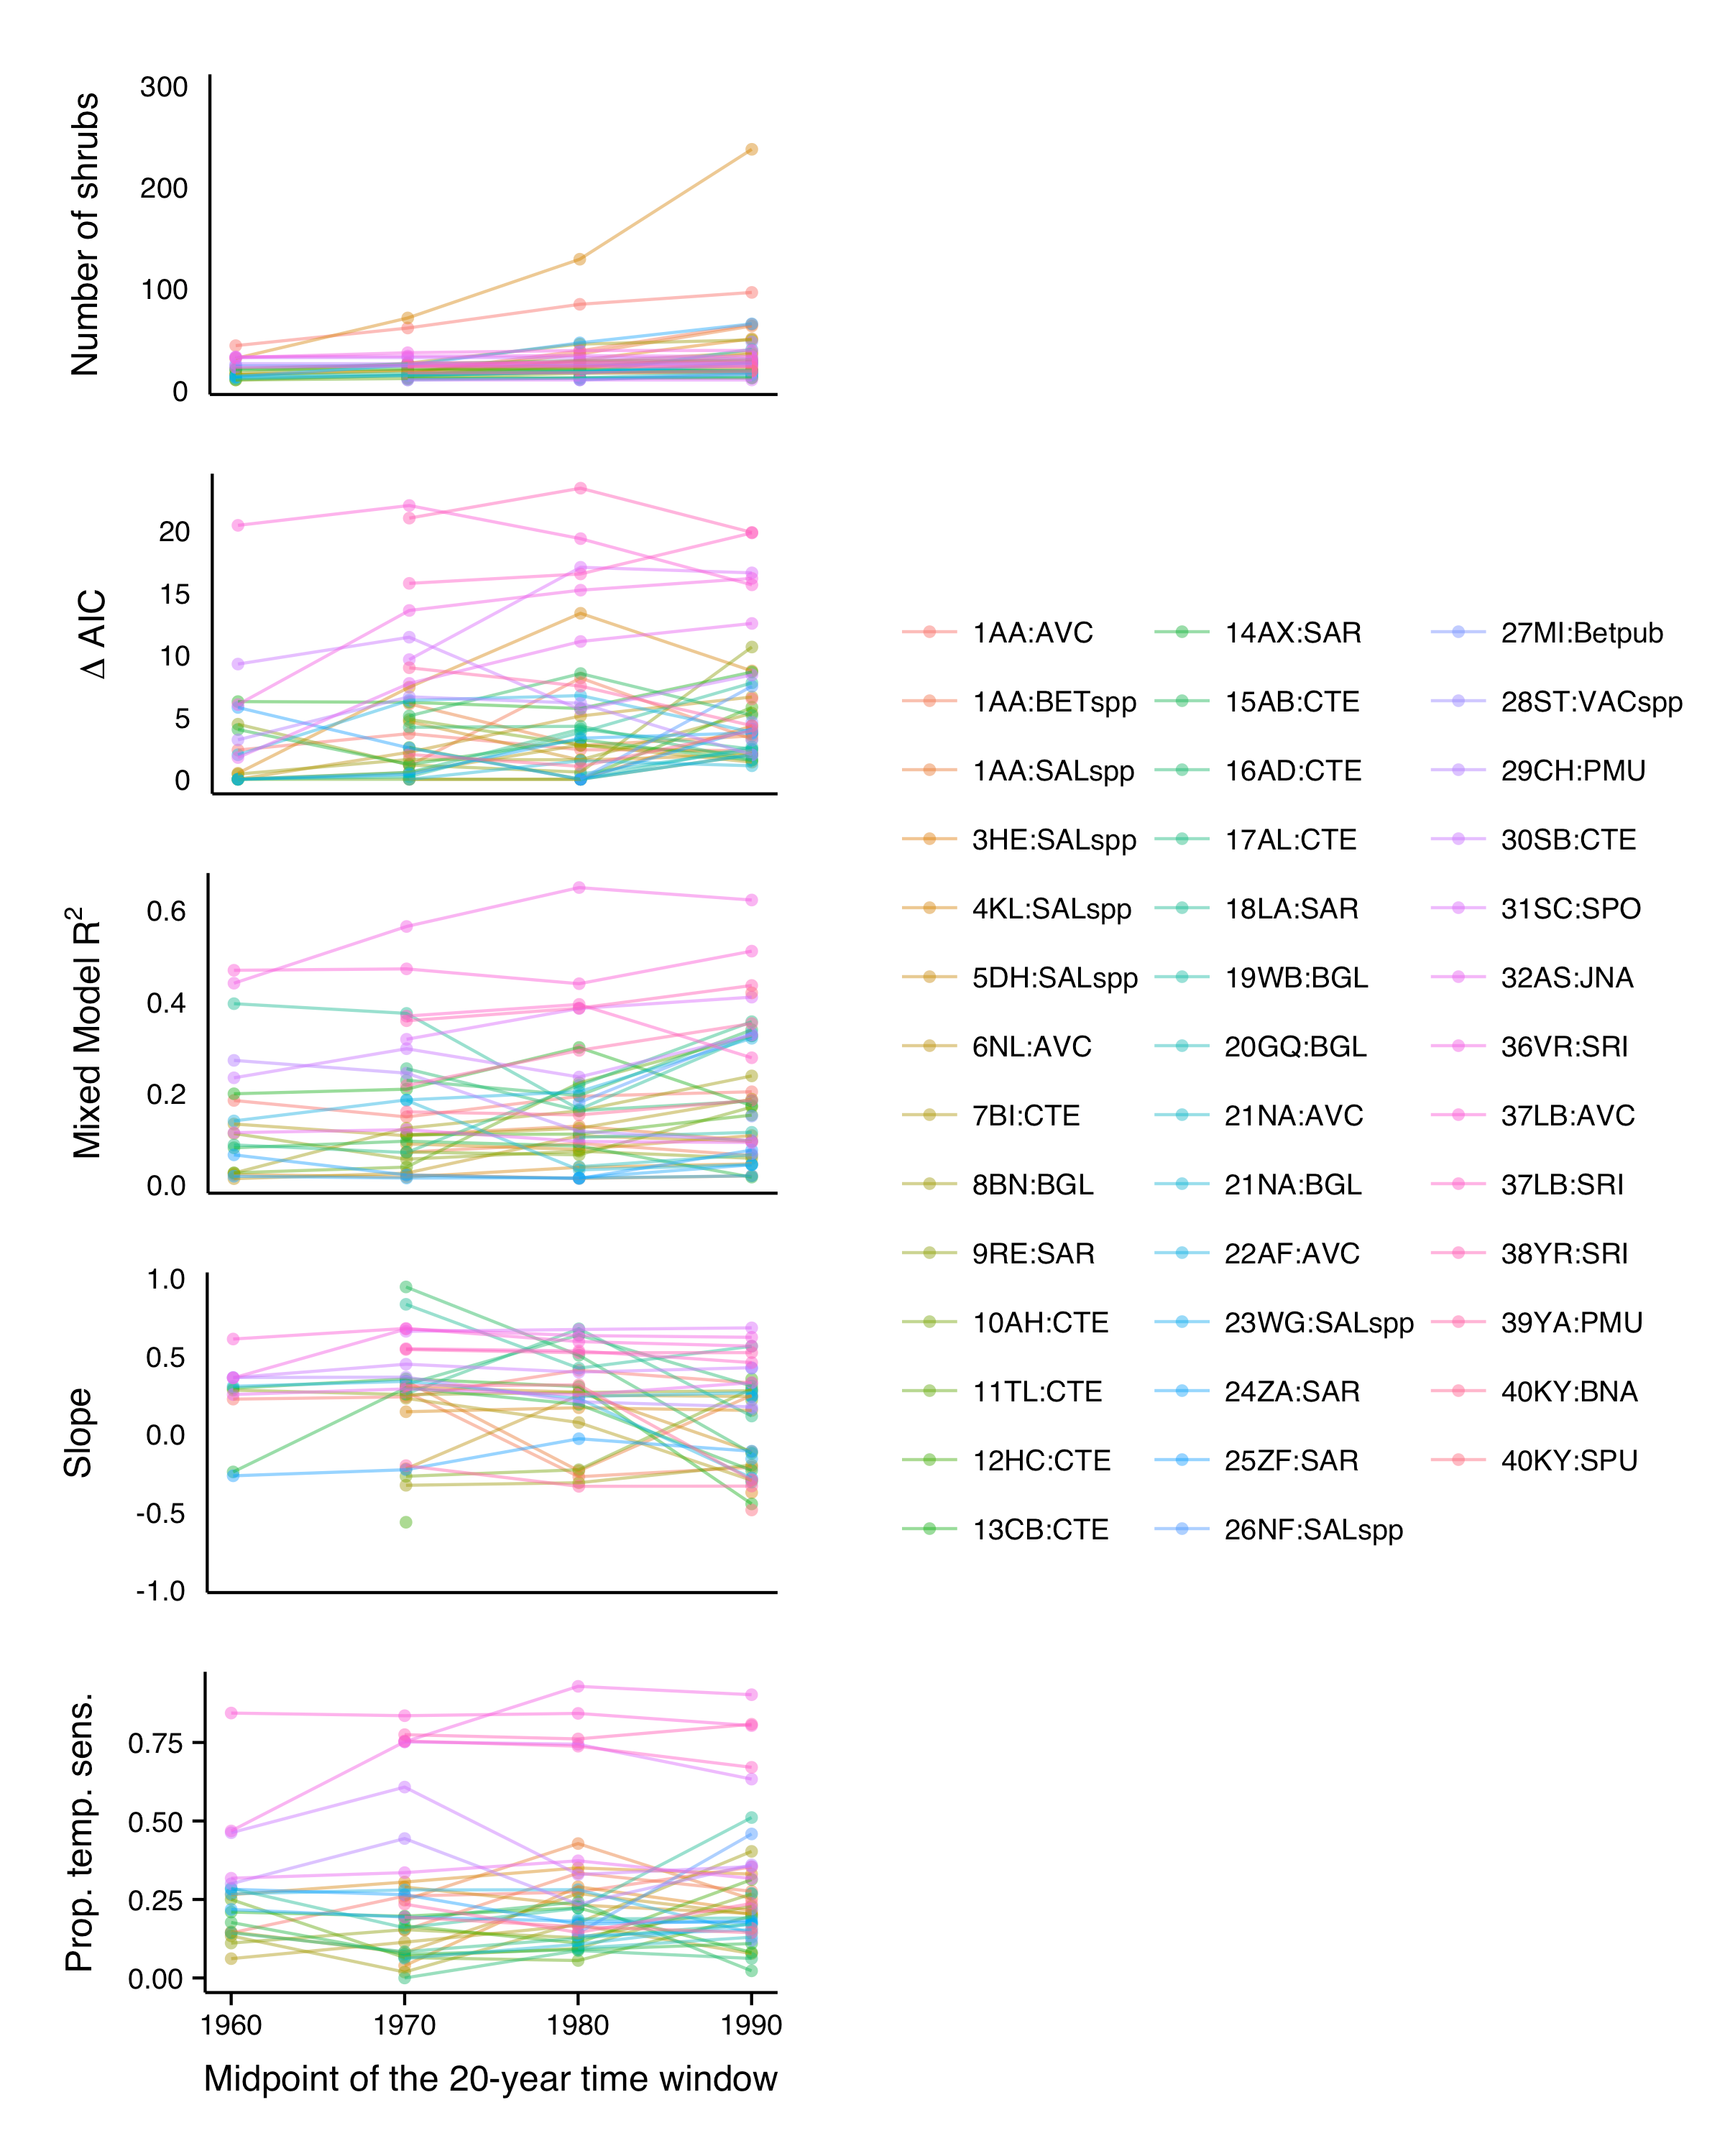 Number of shrubs
300
200
100
0
Δ AIC
20
15
10
5
0
Mixed Model R²
0.6
0.4
0.2
0.0
Slope
1.0
0.5
0.0
-0.5
-1.0
Prop. temp. sens.
0.75
0.50
0.25
0.00
1960 1970 1980 1990
Midpoint of the 20-year time window
1AA:AVC
1AA:BETspp
1AA:SALspp
3HE:SALspp
4KL:SALspp
5DH:SALspp
6NL:AVC
7BI:CTE
8BN:BGL
9RE:SAR
10AH:CTE
11TL:CTE
12HC:CTE
13CB:CTE
14AX:SAR
15AB:CTE
16AD:CTE
17AL:CTE
18LA:SAR
19WB:BGL
20GQ:BGL
21NA:AVC
21NA:BGL
22AF:AVC
23WG:SALspp
24ZA:SAR
25ZF:SAR
26NF:SALspp
27MI:Betpub
28ST:VACspp
29CH:PMU
30SB:CTE
31SC:SPO
32AS:JNA
36VR:SRI
37LB:AVC
37LB:SRI
38YR:SRI
39YA:PMU
40KY:BNA
40KY:SPU